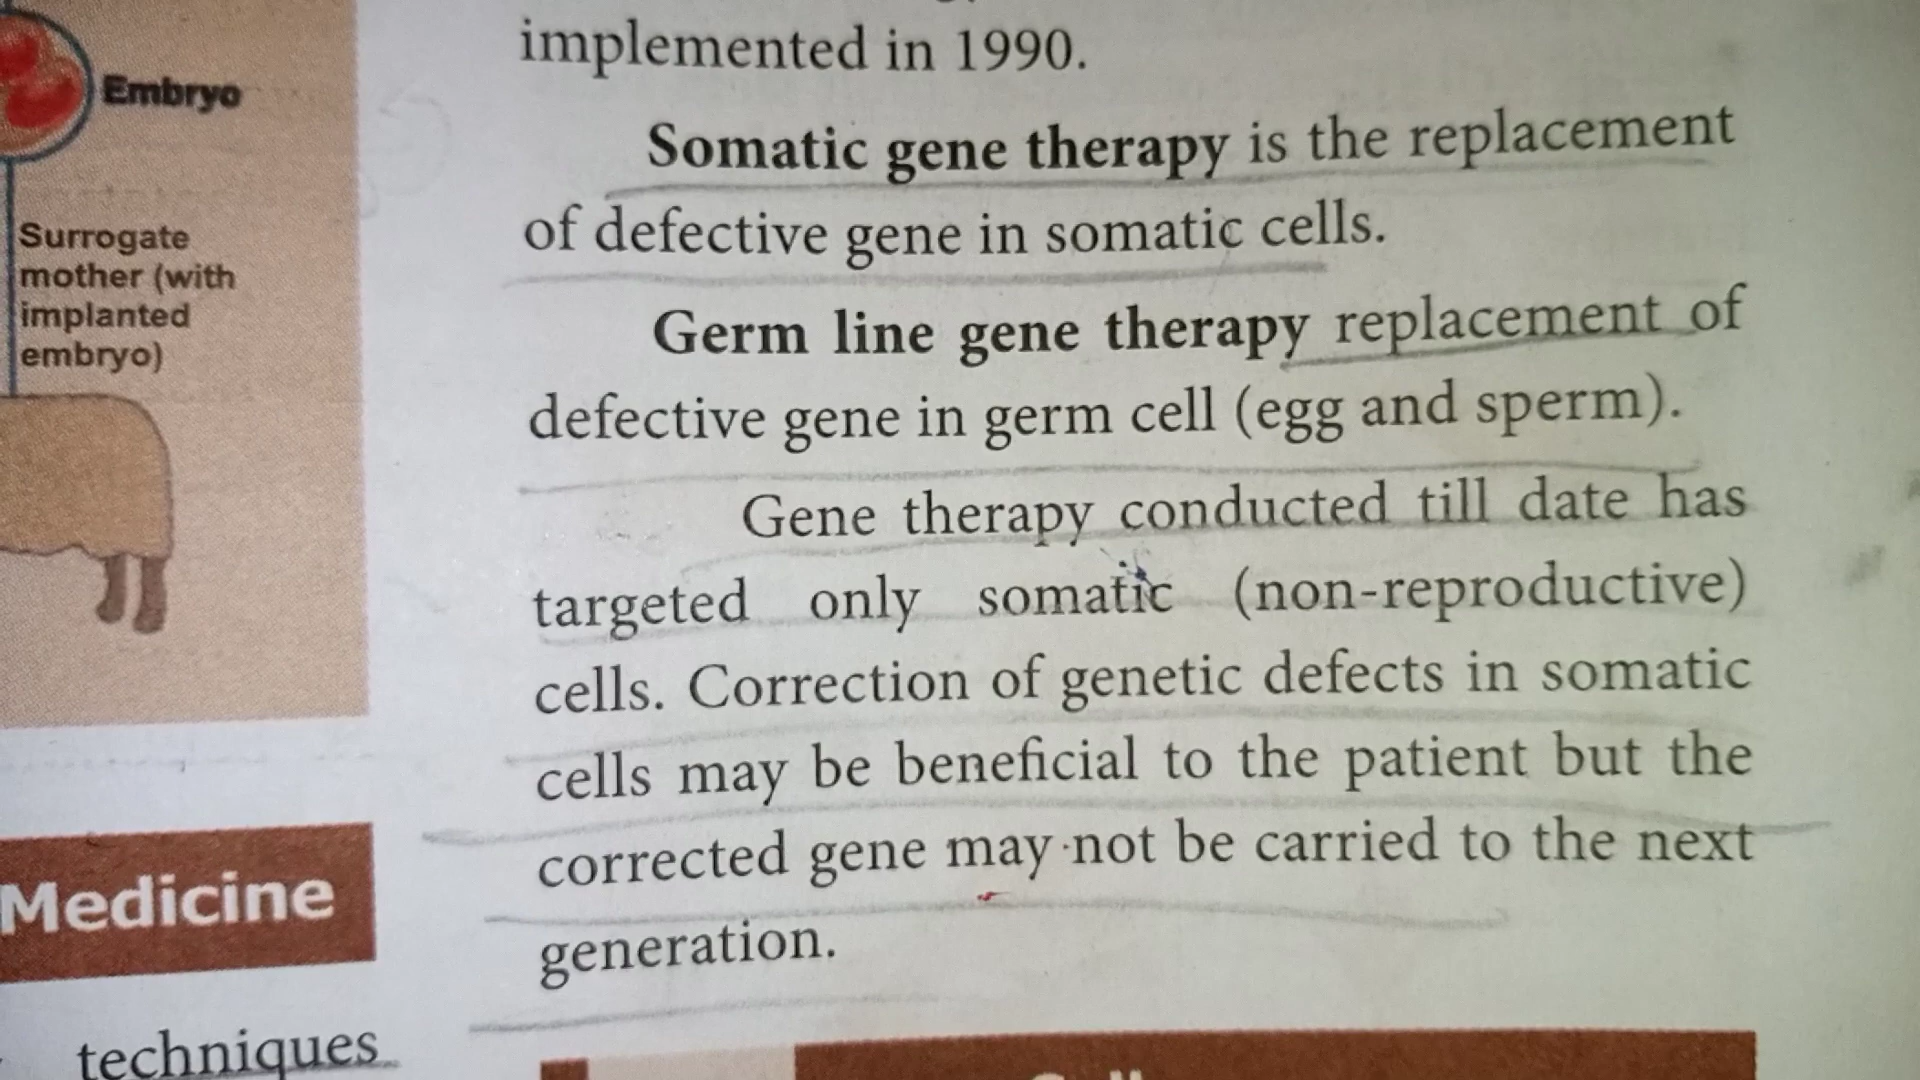 Embryo
Surrogate
mother (with
implanted
embryo)
Medicine
techniques
implemented in 1990.
Somatic gene therapy is the replacement
of defective gene in somatic cells.
Germ line gene therapy replacement of
defective gene in germ cell (egg and sperm).
Gene therapy conducted till date has
targeted only somatic (non-reproductive)
cells. Correction of genetic defects in somatic
cells may be beneficial to the patient but the
corrected gene may not be carried to the next
generation.